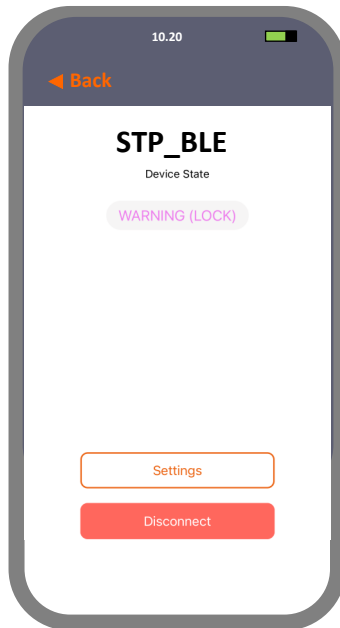 10.20
◀ Back
STP_BLE
Device State
WARNING (LOCK)
Settings
Disconnect